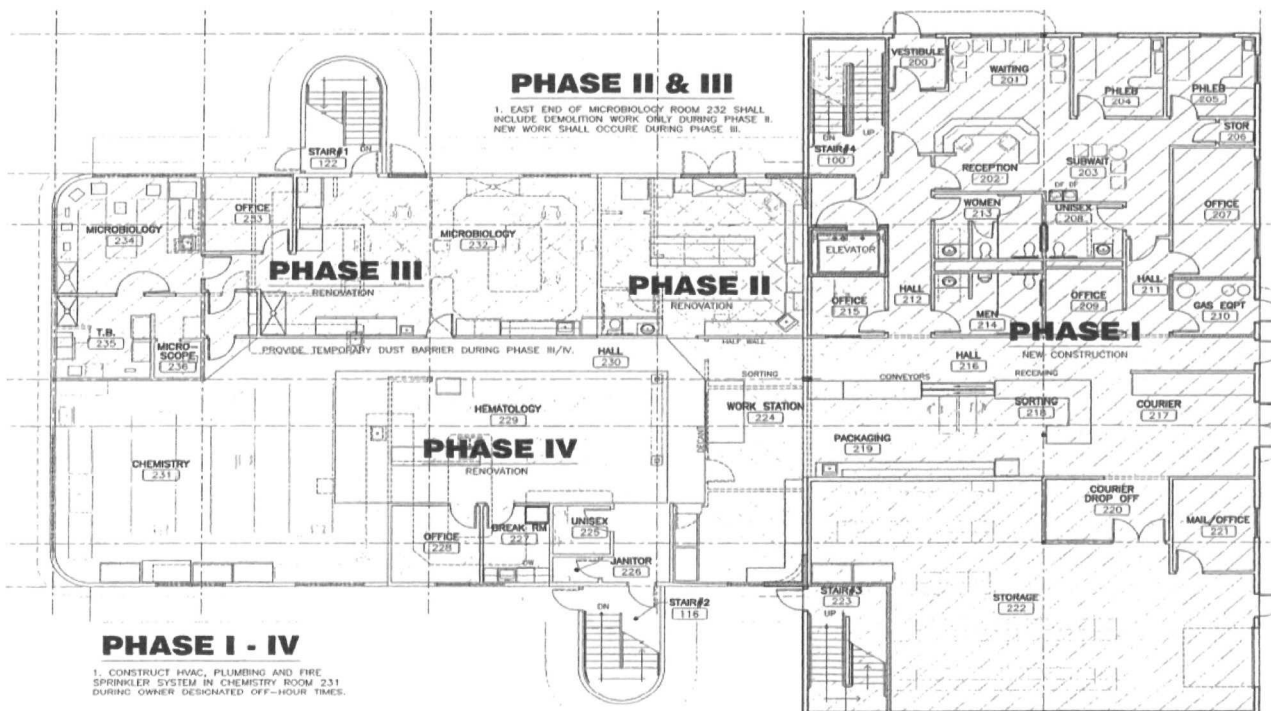 PHASE II & III
1. EAST END OF MICROBIOLOGY ROOM 232 SHALL
INCLUDE DEMOLITION WORK ONLY DURING PHASE II.
NEW WORK SHALL OCCURE DURING PHASE III.
VESTIBULE
200
WAITING
201
PHLEB
204
PHLEB
205
STOR
206
DN
UP
STAIR#4
100
RECEPTION
202
SUBWAIT
203
DF DF
OFFICE
207
WOMEN
213
UNISEX
208
ELEVATOR
HALL
212
HALL
211
OFFICE
215
OFFICE
209
GAS EQPT
210
MEN
214
PHASE I
NEW CONSTRUCTION
DN
STAIR#1
122
OFFICE
233
MICROBIOLOGY
234
MICROBIOLOGY
232
PHASE III
RENOVATION
PHASE II
RENOVATION
T.B.
235
MICRO-
SCOPE
236
PROVIDE TEMPORARY DUST BARRIER DURING PHASE III/IV.
HALL
230
HALF WALL
SORTING
HALL
216
CONVEYORS
RECEIVING
HEMATOLOGY
229
WORK STATION
224
DECANT
SORTING
218
COURIER
217
PHASE IV
RENOVATION
PACKAGING
219
CHEMISTRY
231
OFFICE
228
BREAK RM
227
DW
UNISEX
225
JANITOR
226
COURIER
DROP OFF
220
MAIL/OFFICE
221
STAIR#2
116
DN
STAIR#3
223
UP
STORAGE
222
PHASE I - IV
1. CONSTRUCT HVAC, PLUMBING AND FIRE
SPRINKLER SYSTEM IN CHEMISTRY ROOM 231
DURING OWNER DESIGNATED OFF-HOUR TIMES.